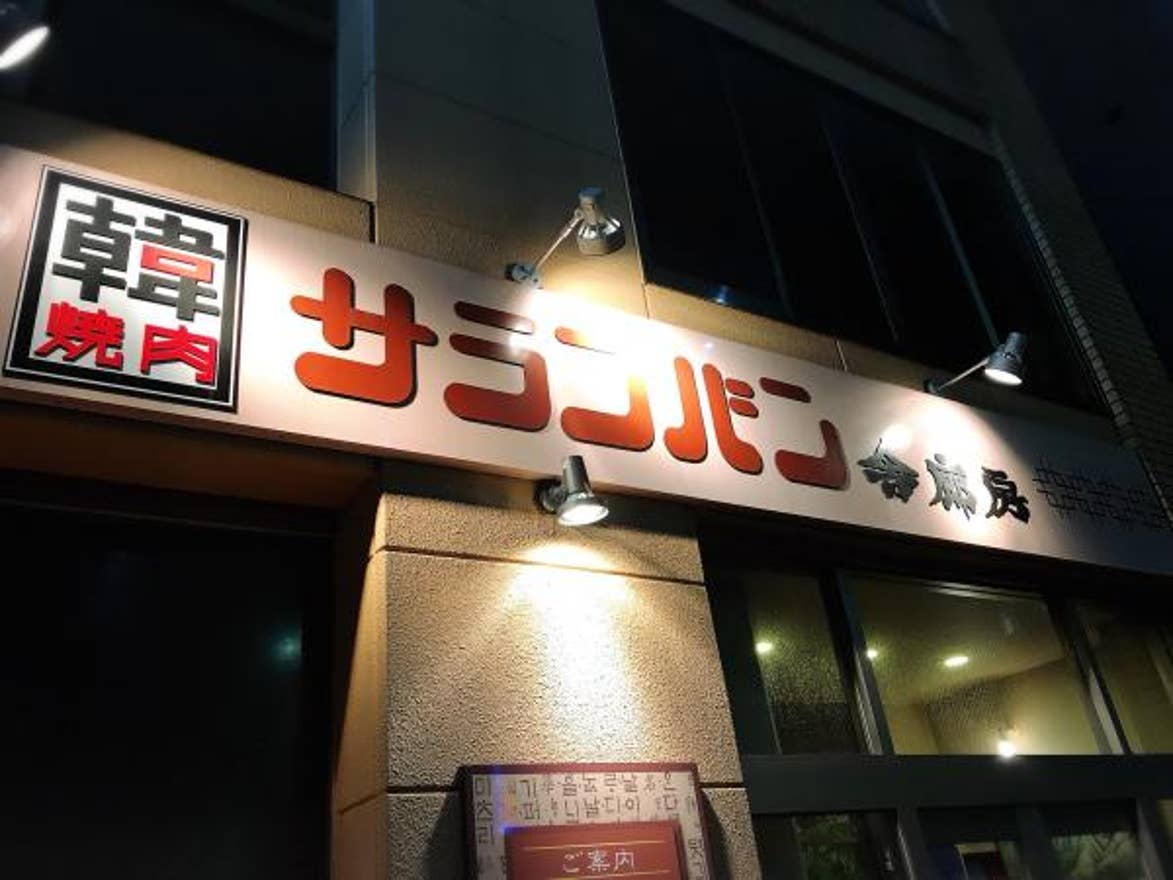 韓
焼肉
サランバン
舎廊房
ご案内